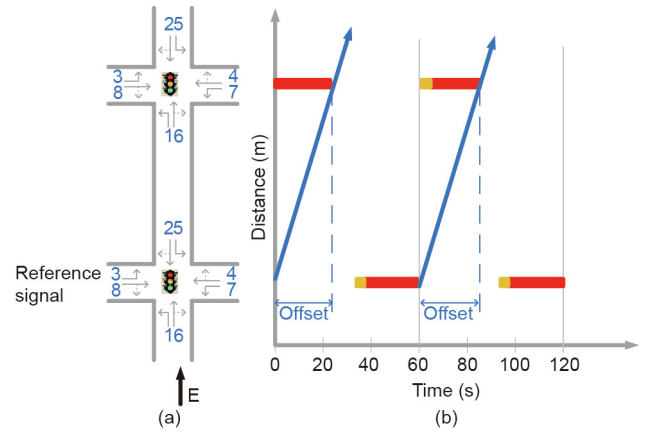 25
3
8
4
7
16
25
Reference
signal
3
8
4
7
16
E
(a)
Distance (m)
Offset
Offset
0
20
40
60
80
100
120
Time (s)
(b)